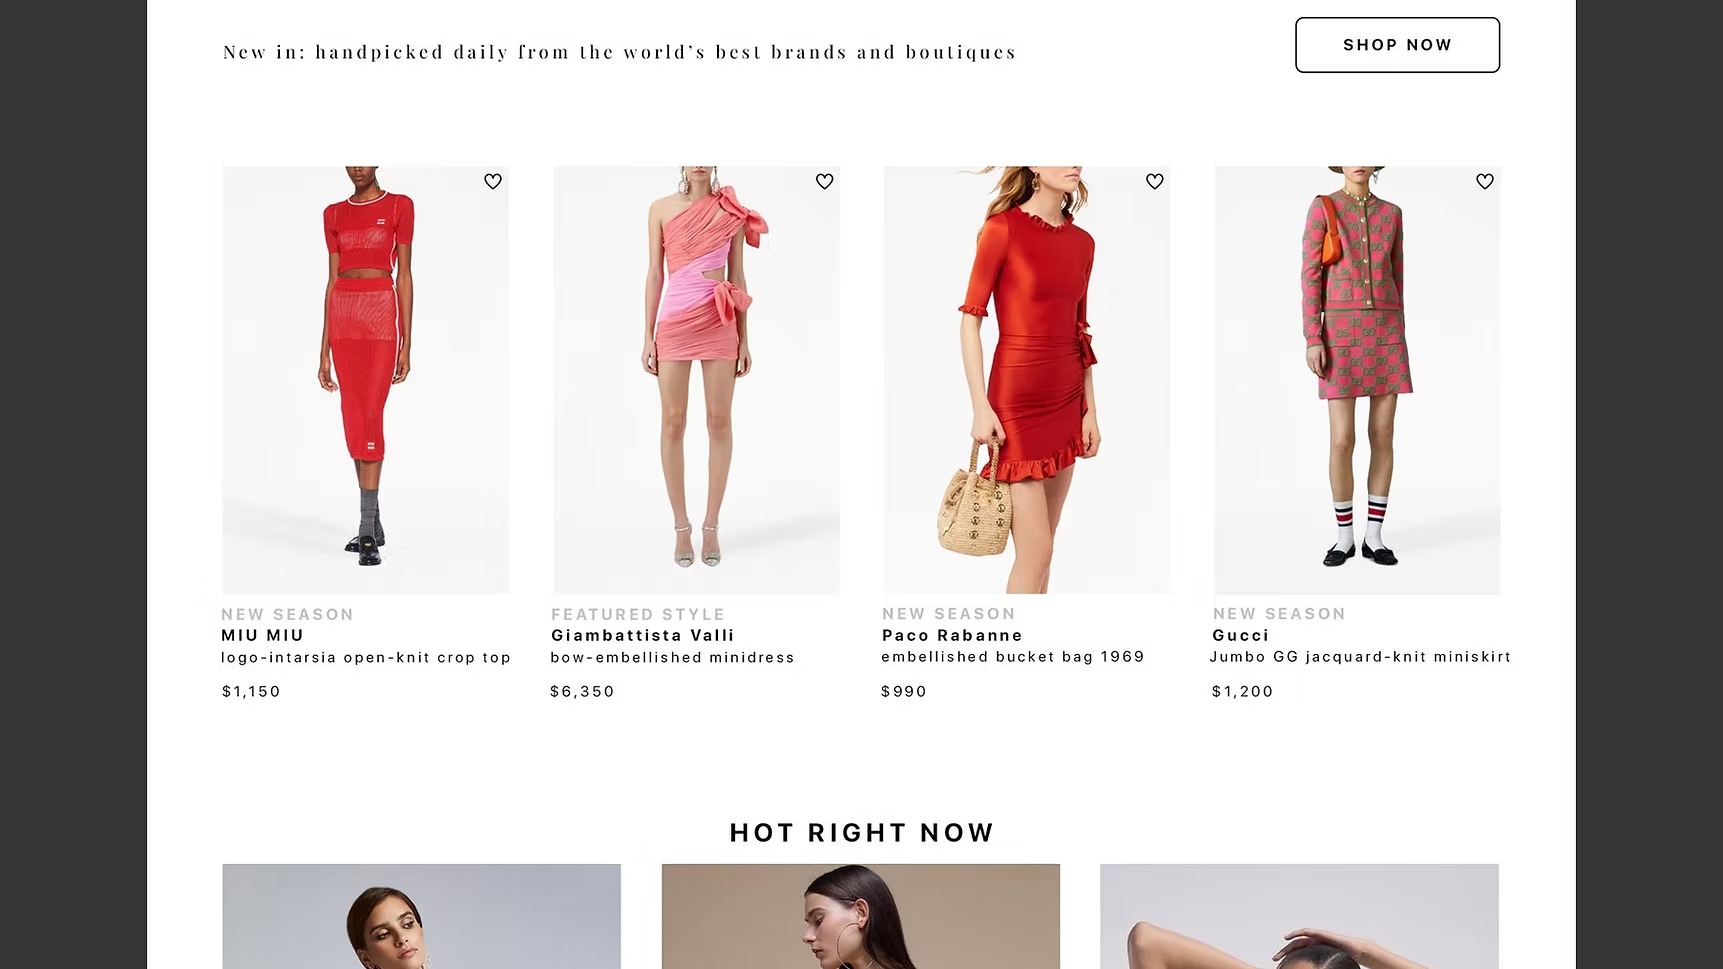 New in: handpicked daily from the world's best brands and boutiques
SHOP NOW
NEW SEASON
MIU MIU
logo-intarsia open-knit crop top
$1,150
FEATURED STYLE
Giambattista Valli
bow-embellished minidress
$6,350
NEW SEASON
Paco Rabanne
embellished bucket bag 1969
$990
NEW SEASON
Gucci
Jumbo GG jacquard-knit miniskirt
$1,200
HOT RIGHT NOW